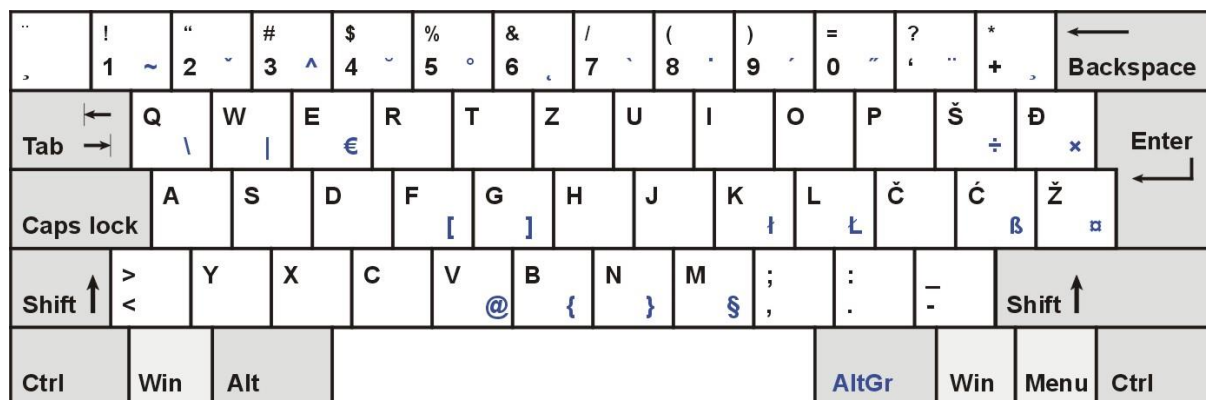 ¨ ! “ # $ % & / ( ) = ? *
¸ 1 ~ 2 ˇ 3 ^ 4 ˘ 5 ° 6 ˛ 7 ` 8 ˙ 9 ´ 0 ˝ ‘ ¨ + ¸ Backspace
Q W E R T Z U I O P Š Đ Enter
Tab \ | € ÷ ×
A S D F G H J K L Č Ć Ž
Caps lock [ ] ł Ł ß ¤
> Y X C V B N M ; : _
Shift < @ { } § , . - Shift
Ctrl Win Alt AltGr Win Menu Ctrl